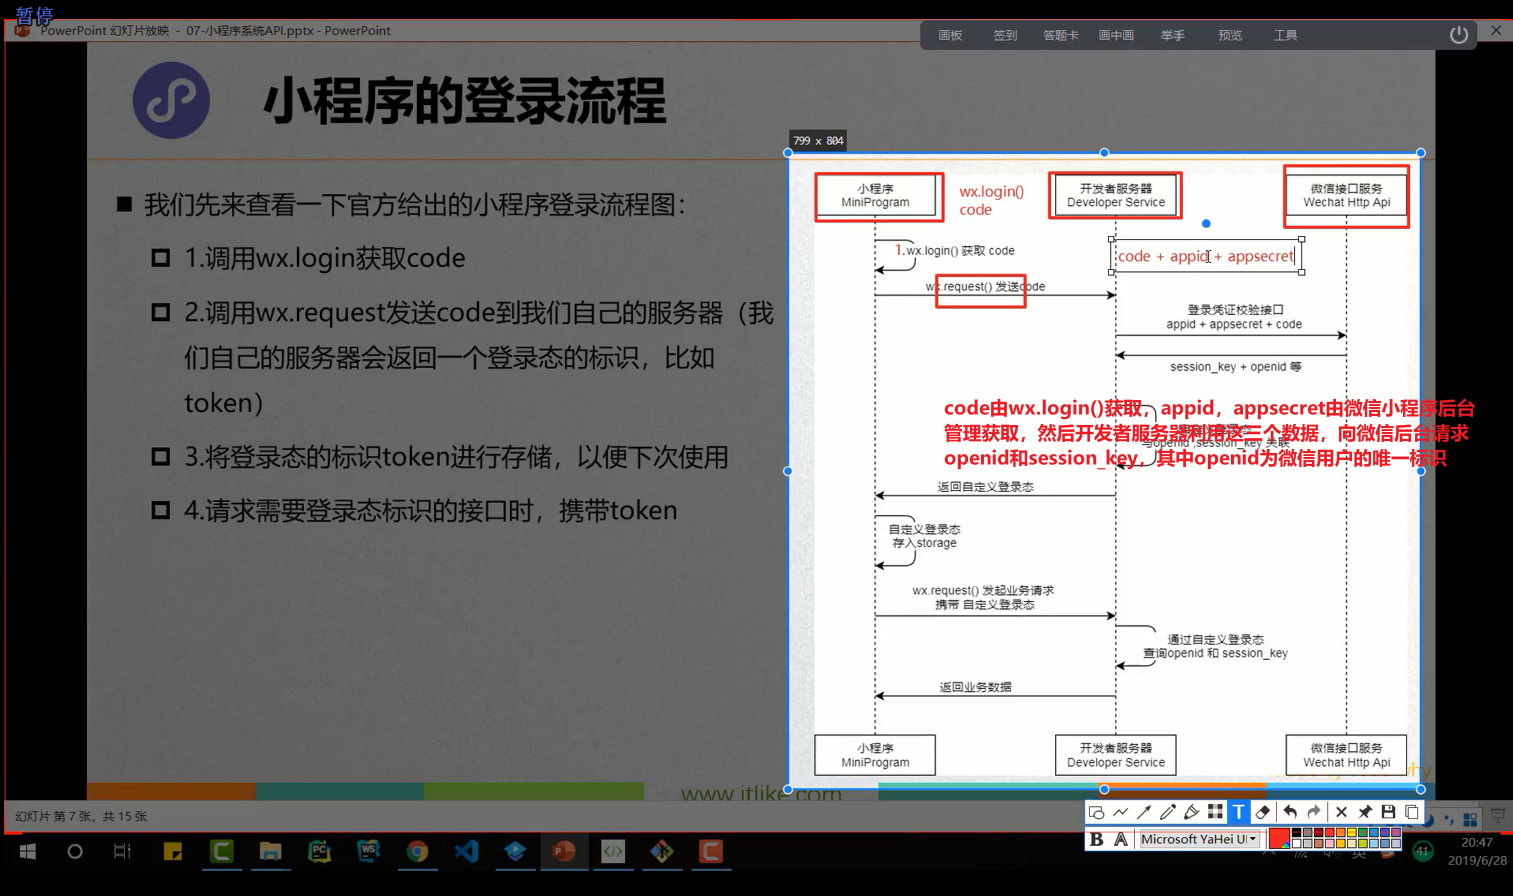 暂停
PowerPoint 幻灯片放映 - 07-小程序系统API.pptx - PowerPoint
画板 签到 答题卡 画中画 举手 预览 工具
小程序的登录流程
799 x 804
我们先来查看一下官方给出的小程序登录流程图：
1.调用wx.login获取code
2.调用wx.request发送code到我们自己的服务器（我
们自己的服务器会返回一个登录态的标识，比如
token）
3.将登录态的标识token进行存储，以便下次使用
4.请求需要登录态标识的接口时，携带token
小程序
MiniProgram
wx.login()
code
开发者服务器
Developer Service
微信接口服务
Wechat Http Api
1.wx.login() 获取 code
code + appid + appsecret
wx.request() 发送code
登录凭证校验接口
appid + appsecret + code
session_key + openid 等
code由wx.login()获取，appid，appsecret由微信小程序后台
管理获取，然后开发者服务器利用这三个数据，向微信后台请求
openid和session_key，其中openid为微信用户的唯一标识
与openid ,session_key 关联
返回自定义登录态
自定义登录态
存入storage
wx.request() 发起业务请求
携带 自定义登录态
通过自定义登录态
查询openid 和 session_key
返回业务数据
小程序
MiniProgram
开发者服务器
Developer Service
微信接口服务
Wechat Http Api
www.itlike.com
幻灯片 第 7 张，共 15 张
T
B A Microsoft YaHei UI
PC
WS
41
20:47
2019/6/28